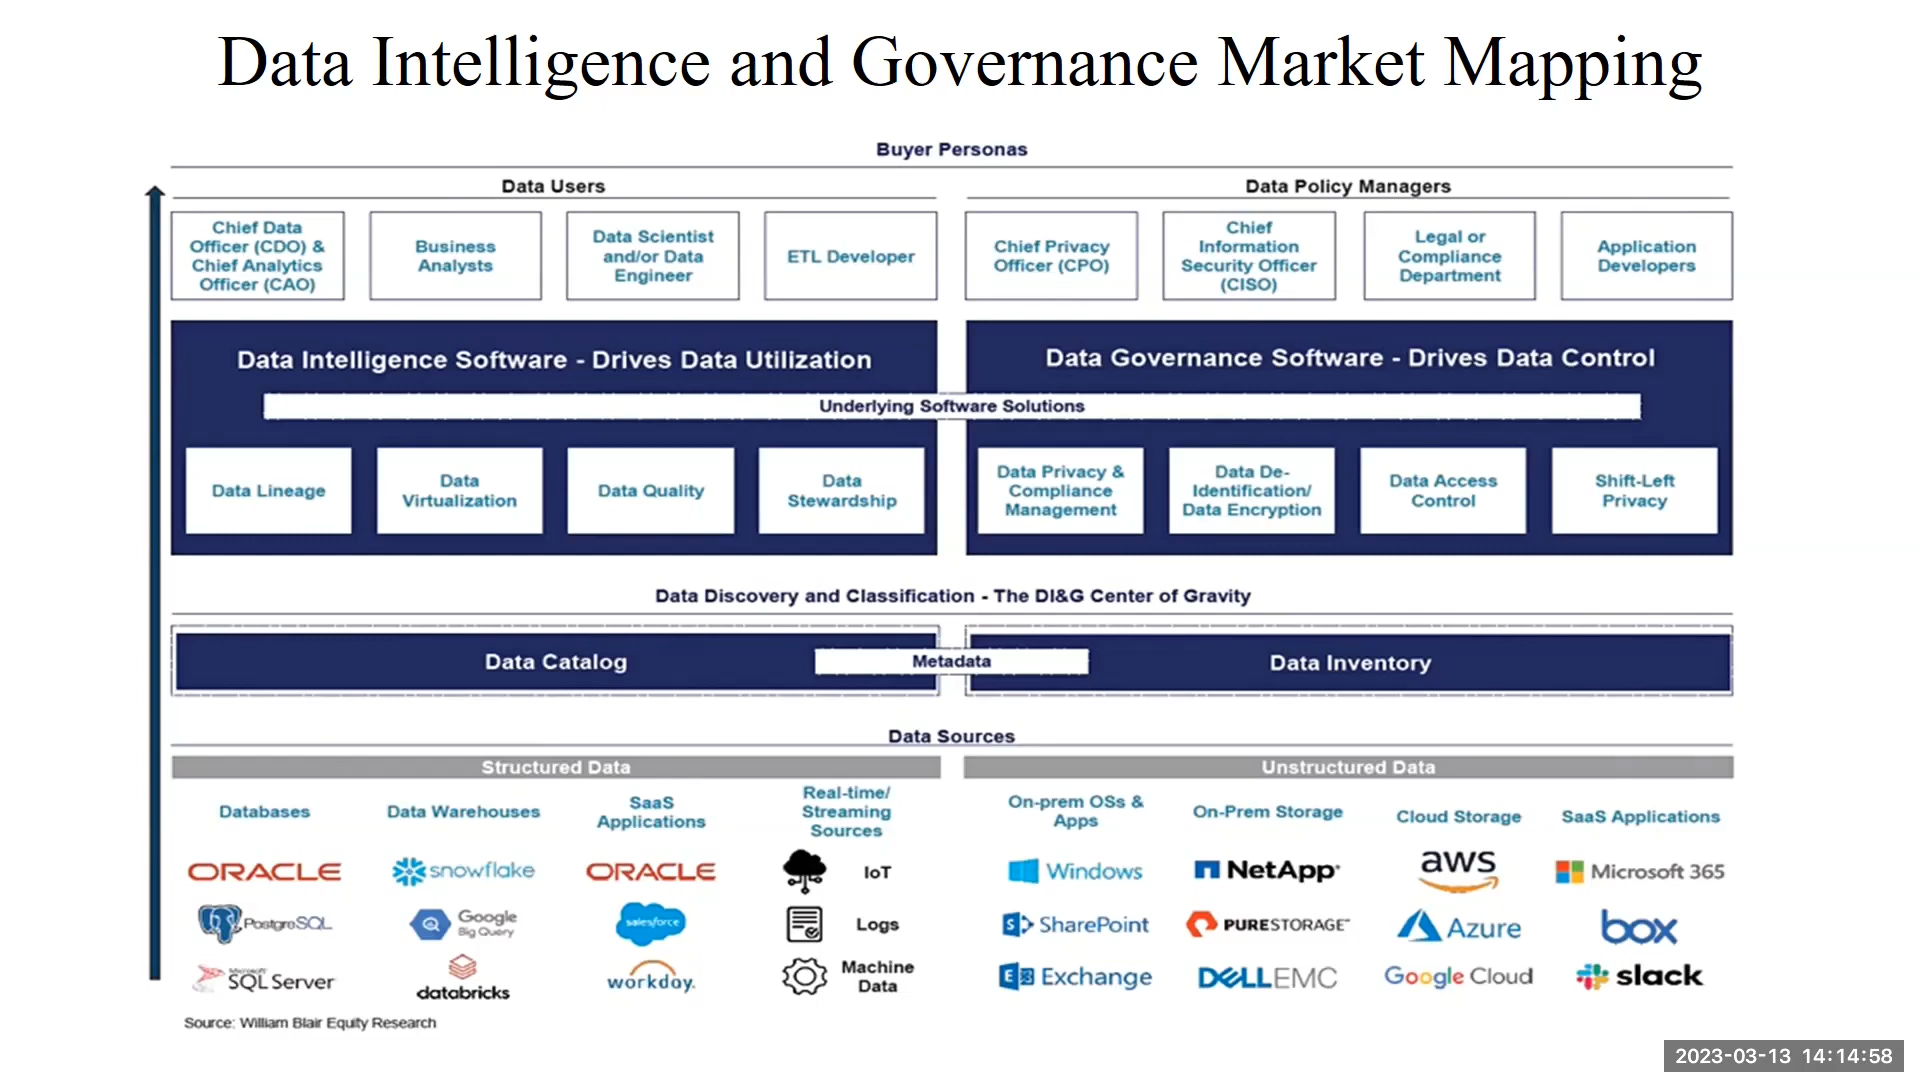 Data Intelligence and Governance Market Mapping
Buyer Personas
Data Users
Data Policy Managers
Chief Data
Officer (CDO) &
Chief Analytics
Officer (CAO)
Business
Analysts
Data Scientist
and/or Data
Engineer
ETL Developer
Chief Privacy
Officer (CPO)
Chief
Information
Security Officer
(CISO)
Legal or
Compliance
Department
Application
Developers
Data Intelligence Software - Drives Data Utilization
Data Governance Software - Drives Data Control
Underlying Software Solutions
Data Lineage
Data
Virtualization
Data Quality
Data
Stewardship
Data Privacy &
Compliance
Management
Data De-
Identification/
Data Encryption
Data Access
Control
Shift-Left
Privacy
Data Discovery and Classification - The DI&G Center of Gravity
Data Catalog
Metadata
Data Inventory
Data Sources
Structured Data
Unstructured Data
Databases
Data Warehouses
SaaS
Applications
Real-time/
Streaming
Sources
On-prem OSs &
Apps
On-Prem Storage
Cloud Storage
SaaS Applications
ORACLE
snowflake
ORACLE
IoT
Windows
NetApp
aws
Microsoft 365
PostgreSQL
Google
Big Query
salesforce
Logs
SharePoint
PURESTORAGE
Azure
box
Microsoft
SQL Server
databricks
workday.
Machine
Data
Exchange
DELLEMC
Google Cloud
slack
Source: William Blair Equity Research
2023-03-13 14:14:58